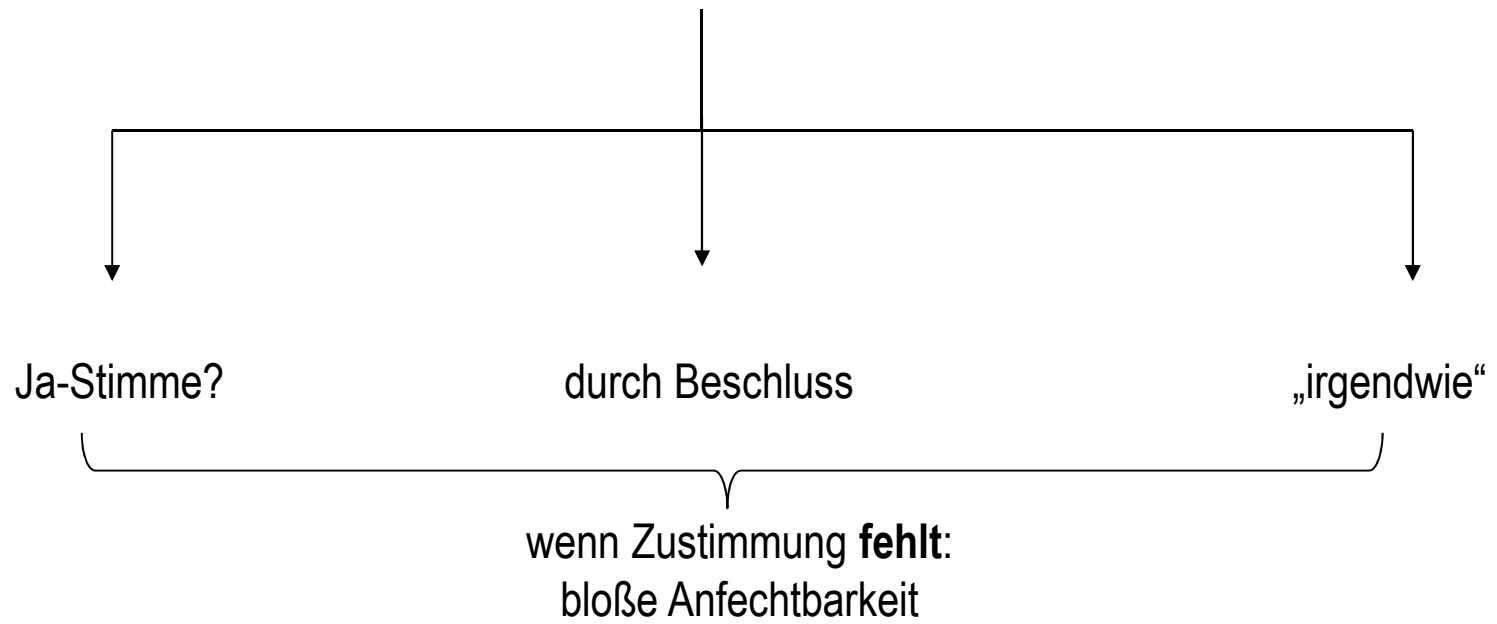 Ja-Stimme?
durch Beschluss
„irgendwie“
wenn Zustimmung fehlt:
bloße Anfechtbarkeit